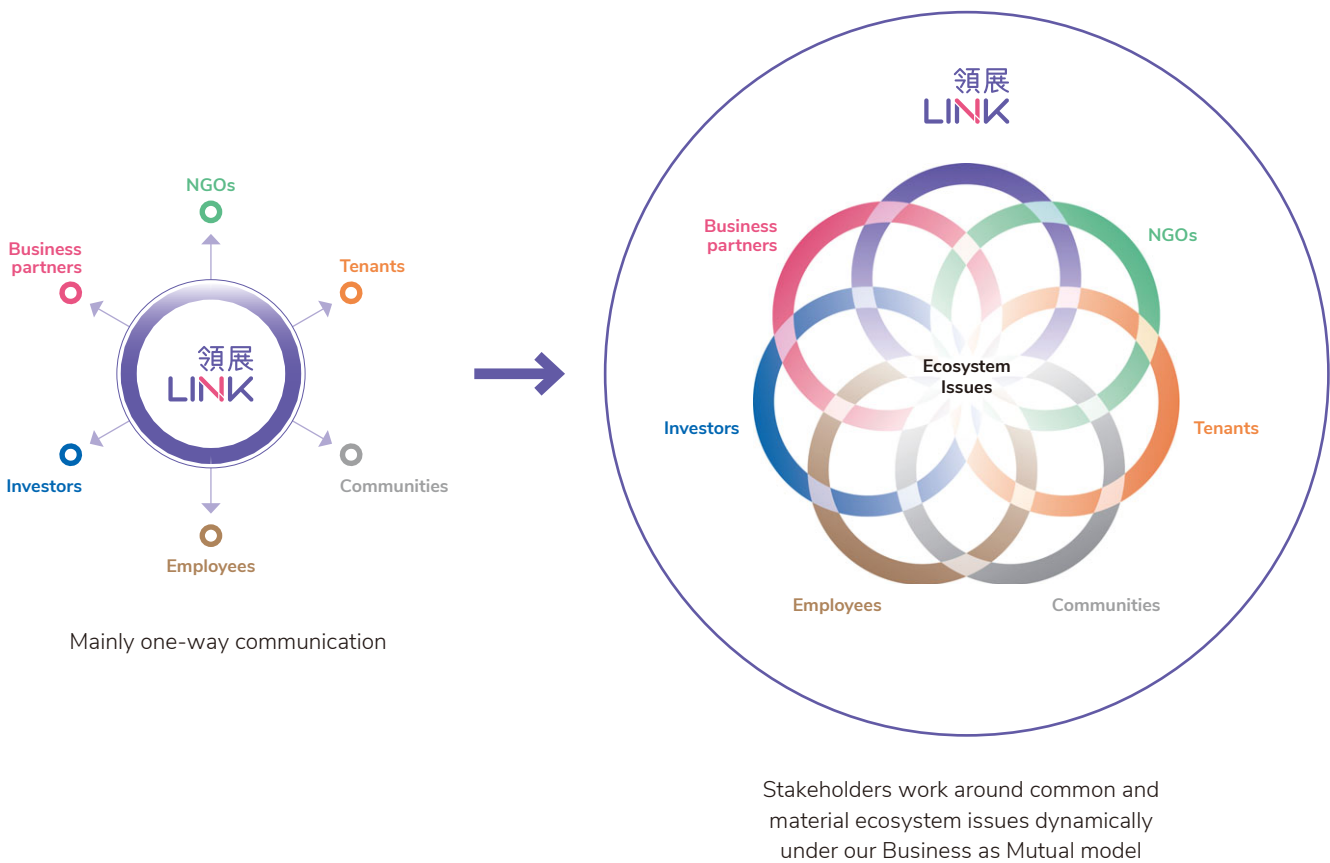 NGOs
Business
partners
Tenants
領展
LINK
Investors
Communities
Employees
Mainly one-way communication
領展
LINK
Business
partners
NGOs
Ecosystem
Issues
Investors
Tenants
Employees
Communities
Stakeholders work around common and
material ecosystem issues dynamically
under our Business as Mutual model